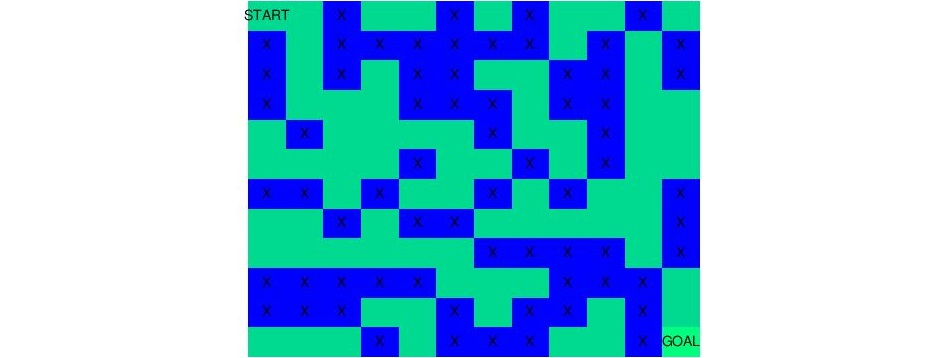 START X X X X
X X X X X X X X X
X X X X X X X
X X X X X X
X X X
X X X
X X X X X X
X X X X
X X X X X
X X X X X X X X
X X X X X X X
X X X X X GOAL